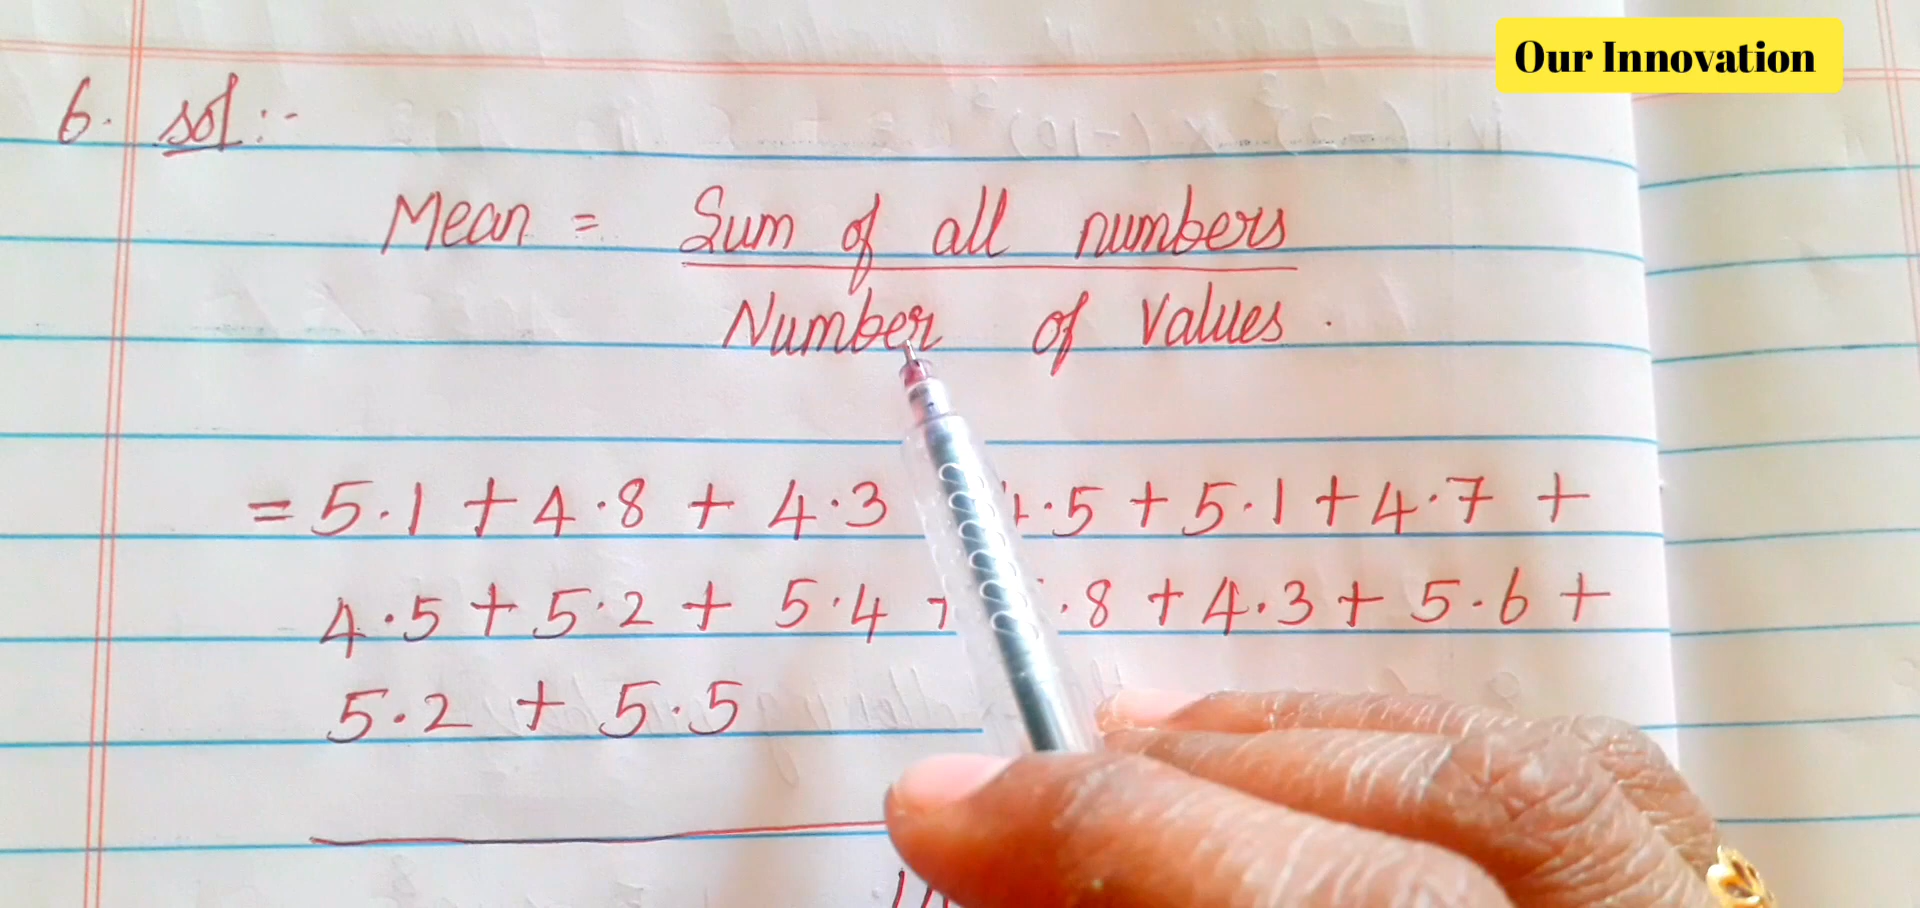 Our Innovation
6. sol:-
Mean = Sum of all numbers
Number of Values.
= 5.1 + 4.8 + 4.3 .5 + 5.1 + 4.7 +
4.5 + 5.2 + 5.4 + .8 + 4.3 + 5.6 +
5.2 + 5.5